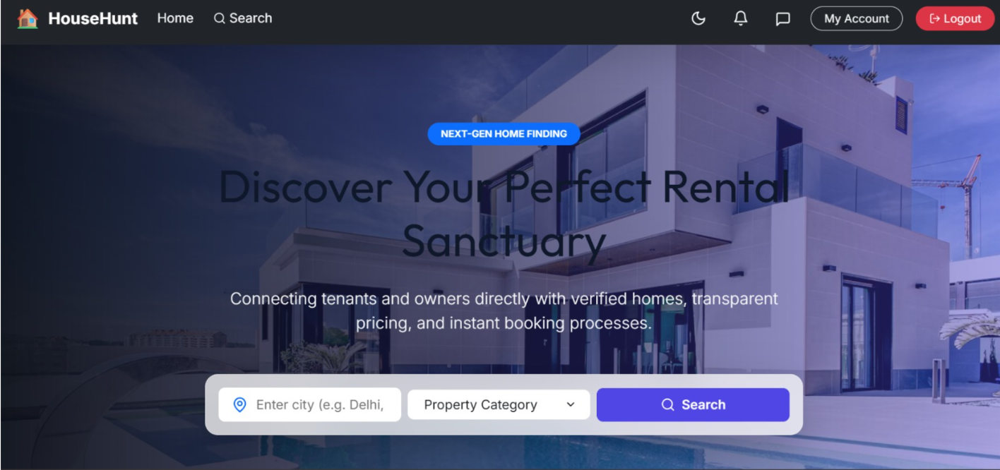 HouseHunt Home Search My Account Logout
NEXT-GEN HOME FINDING
Discover Your Perfect Rental
Sanctuary
Connecting tenants and owners directly with verified homes, transparent
pricing, and instant booking processes.
Enter city (e.g. Delhi, Property Category Search